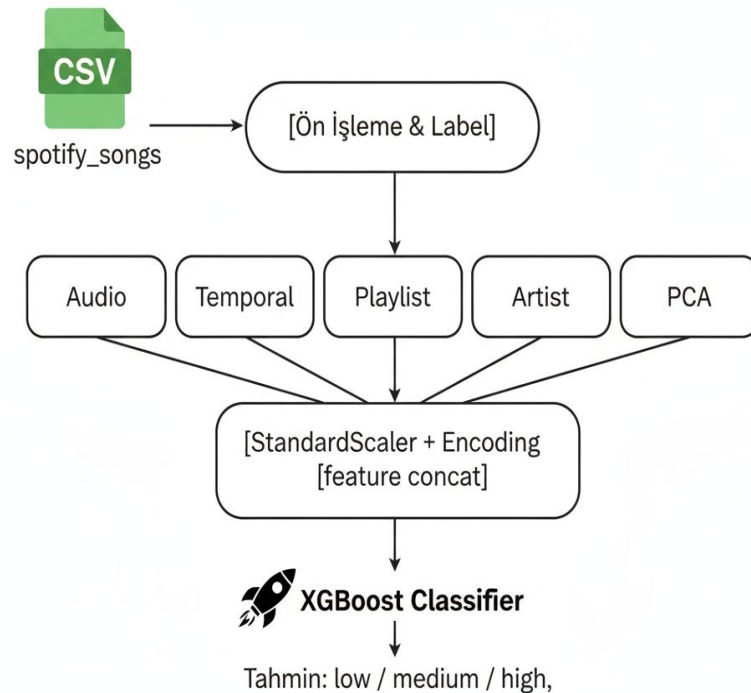 CSV
spotify_songs
[Ön İşleme & Label]
Audio
Temporal
Playlist
Artist
PCA
[StandardScaler + Encoding
[feature concat]
XGBoost Classifier
Tahmin: low / medium / high,